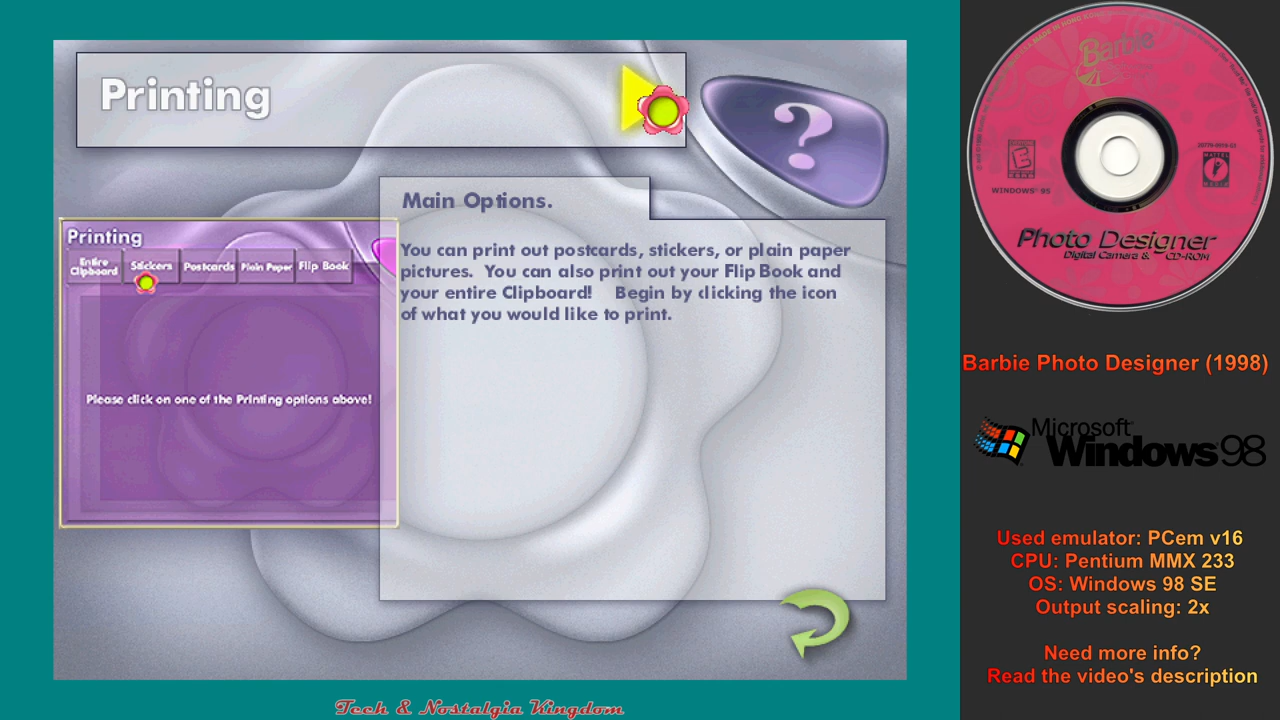 Printing
?
Main Options.
You can print out postcards, stickers, or plain paper
pictures.  You can also print out your Flip Book and
your entire Clipboard!    Begin by clicking the icon
of what you would like to print.
Printing
Entire
Clipboard
Stickers
Postcards
Plain Paper
Flip Book
Please click on one of the Printing options above!
Tech & Nostalgia Kingdom
Barbie
E
WINDOWS® 95
MATTEL
MEDIA
Photo Designer
Digital Camera & CD-ROM
Barbie Photo Designer (1998)
Microsoft
Windows 98
Used emulator: PCem v16
CPU: Pentium MMX 233
OS: Windows 98 SE
Output scaling: 2x
Need more info?
Read the video's description